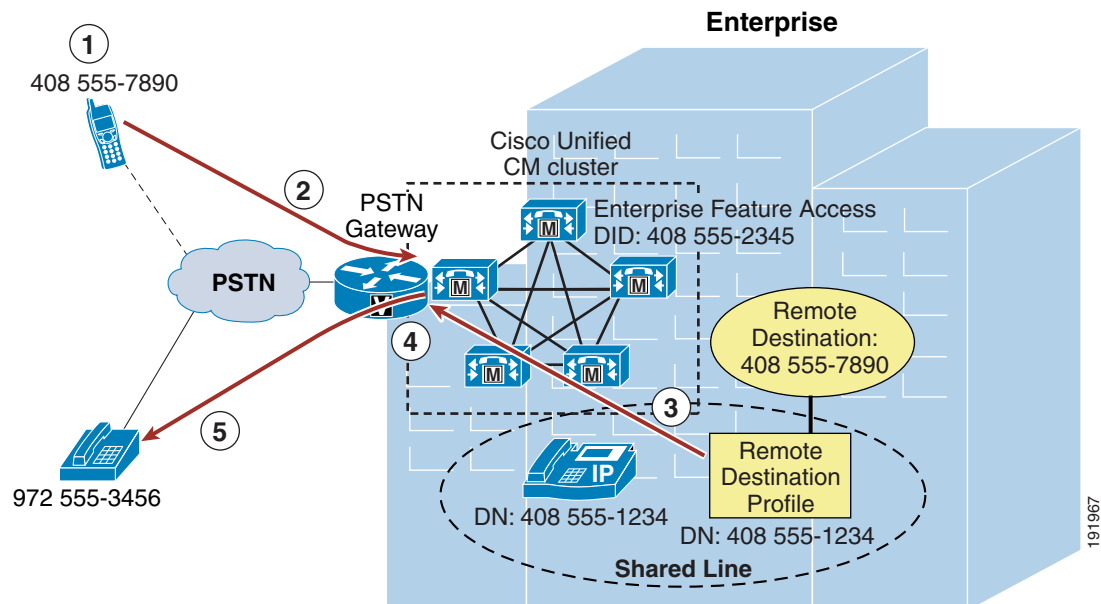 Enterprise
1
408 555-7890
Cisco Unified
CM cluster
2
PSTN
Gateway
Enterprise Feature Access
DID: 408 555-2345
M
M
M
M
M
PSTN
V
4
Remote
Destination:
408 555-7890
3
5
IP
Remote
Destination
Profile
972 555-3456
DN: 408 555-1234
DN: 408 555-1234
Shared Line
191967